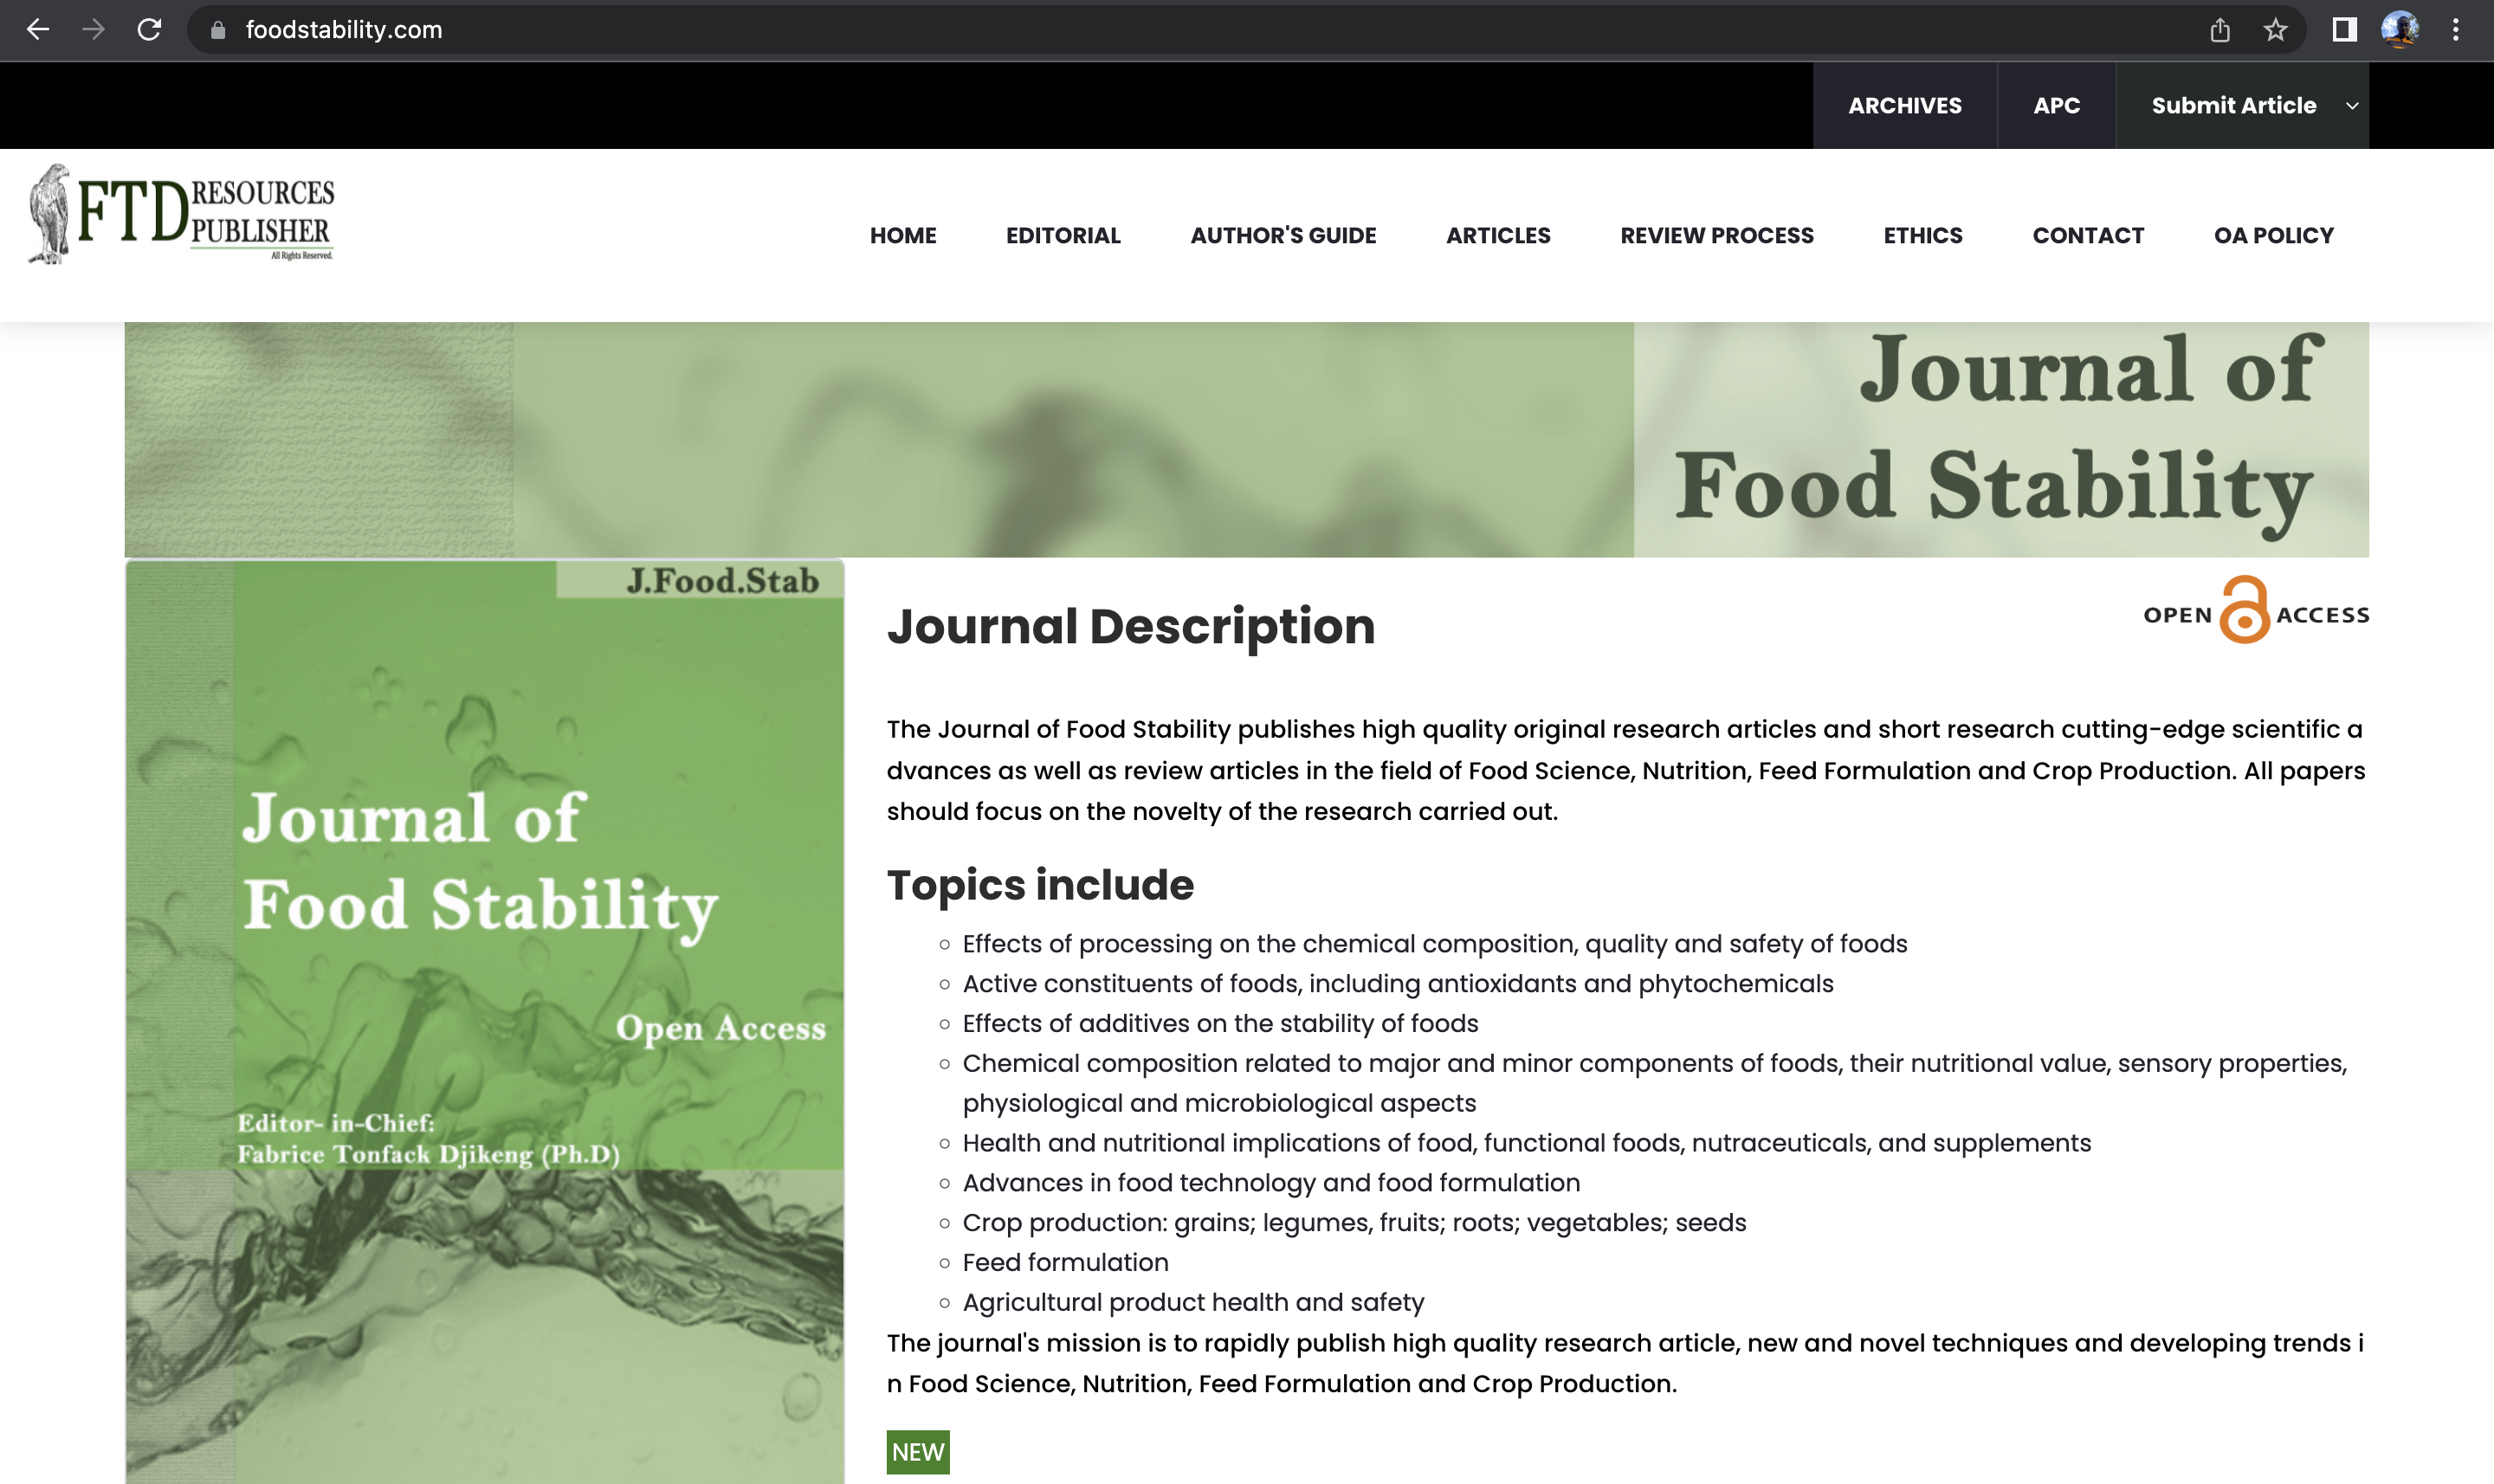 foodstability.com
ARCHIVES
APC
Submit Article
FTD RESOURCES
PUBLISHER
All Rights Reserved.
HOME
EDITORIAL
AUTHOR'S GUIDE
ARTICLES
REVIEW PROCESS
ETHICS
CONTACT
OA POLICY
Journal of
Food Stability
J.Food.Stab
Journal of
Food Stability
Open Access
Editor- in-Chief:
Fabrice Tonfack Djikeng (Ph.D)
OPEN ACCESS
Journal Description
The Journal of Food Stability publishes high quality original research articles and short research cutting-edge scientific a
dvances as well as review articles in the field of Food Science, Nutrition, Feed Formulation and Crop Production. All papers
should focus on the novelty of the research carried out.
Topics include
Effects of processing on the chemical composition, quality and safety of foods
Active constituents of foods, including antioxidants and phytochemicals
Effects of additives on the stability of foods
Chemical composition related to major and minor components of foods, their nutritional value, sensory properties,
physiological and microbiological aspects
Health and nutritional implications of food, functional foods, nutraceuticals, and supplements
Advances in food technology and food formulation
Crop production: grains; legumes, fruits; roots; vegetables; seeds
Feed formulation
Agricultural product health and safety
The journal's mission is to rapidly publish high quality research article, new and novel techniques and developing trends i
n Food Science, Nutrition, Feed Formulation and Crop Production.
NEW